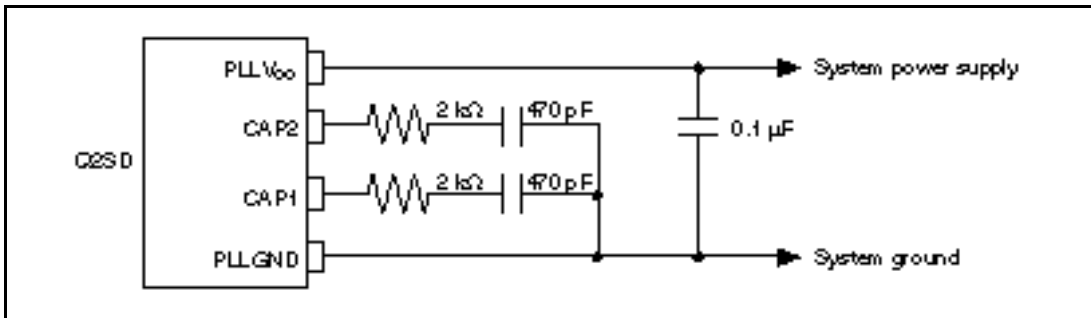 PLLVDD
System power supply
CAP2
2 kΩ
470 pF
0.1 µF
Q2SD
CAP1
2 kΩ
470 pF
PLLGND
System ground